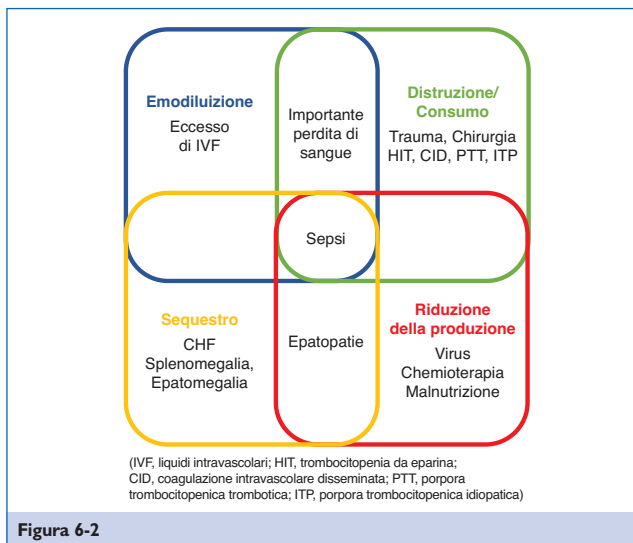 Emodiluizione
Eccesso
di IVF
Importante
perdita di
sangue
Distruzione/
Consumo
Trauma, Chirurgia
HIT, CID, PTT, ITP
Sepsi
Sequestro
CHF
Splenomegalia,
Epatomegalia
Epatopatie
Riduzione
della produzione
Virus
Chemioterapia
Malnutrizione
(IVF, liquidi intravascolari; HIT, trombocitopenia da eparina;
CID, coagulazione intravascolare disseminata; PTT, porpora
trombocitopenica trombotica; ITP, porpora trombocitopenica idiopatica)
Figura 6-2